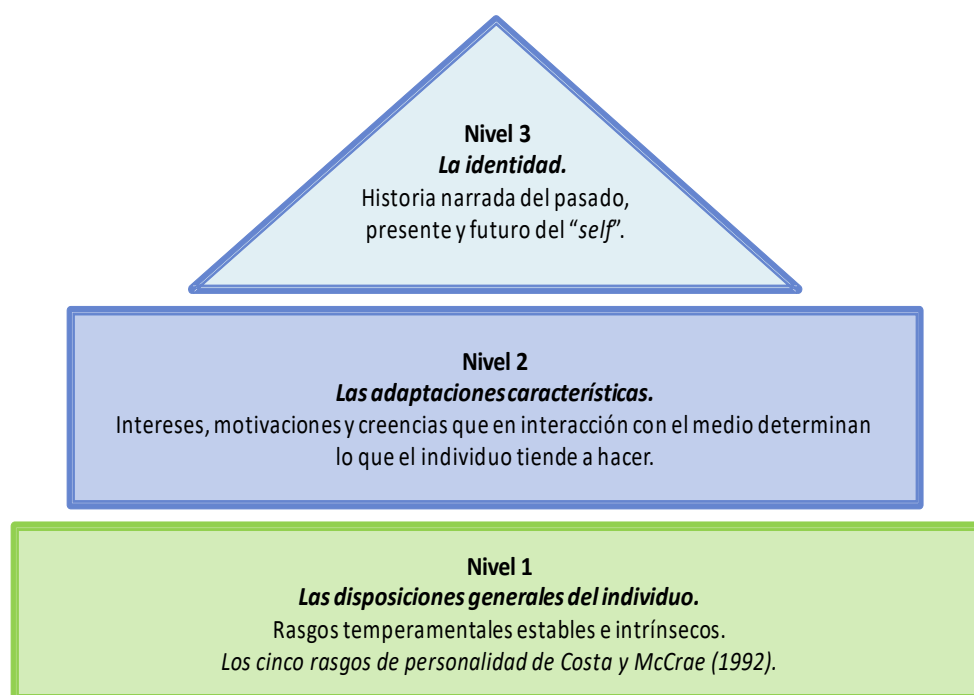 Nivel 3
La identidad.
Historia narrada del pasado,
presente y futuro del “self”.
Nivel 2
Las adaptaciones características.
Intereses, motivaciones y creencias que en interacción con el medio determinan
lo que el individuo tiende a hacer.
Nivel 1
Las disposiciones generales del individuo.
Rasgos temperamentales estables e intrínsecos.
Los cinco rasgos de personalidad de Costa y McCrae (1992).